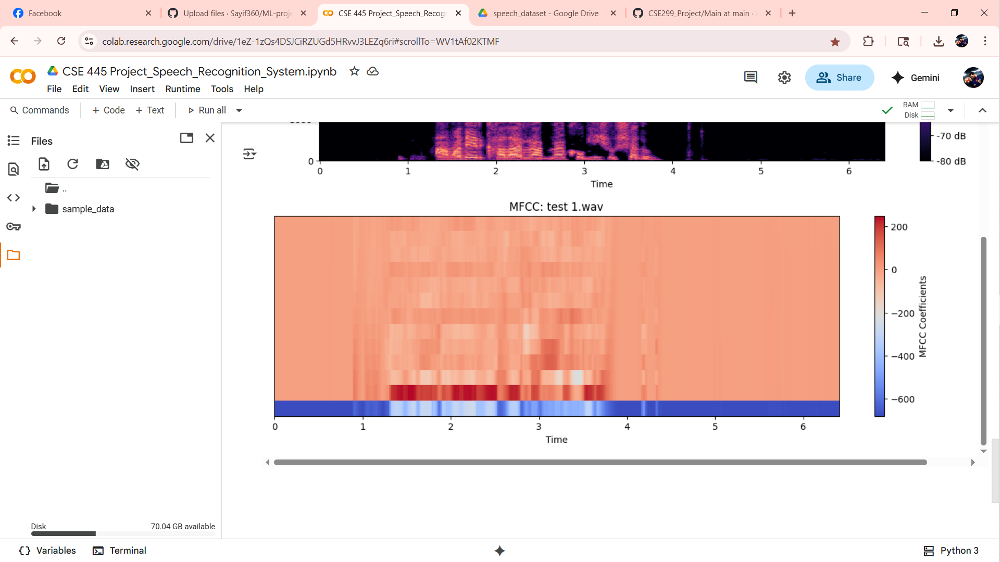 Facebook
Upload files · Sayif360/ML-proje
CSE 445 Project_Speech_Recogn
speech_dataset - Google Drive
CSE299_Project/Main at main ·
colab.research.google.com/drive/1eZ-1zQs4DSJCiRZUGd5HRvvJ3LEZq6ri#scrollTo=WV1tAf02KTMF
CSE 445 Project_Speech_Recognition_System.ipynb
File Edit View Insert Runtime Tools Help
Share
Gemini
Commands + Code + Text Run all
RAM
Disk
Files
..
sample_data
Disk 70.04 GB available
0
0 1 2 3 4 5 6
Time
-70 dB
-80 dB
MFCC: test 1.wav
0 1 2 3 4 5 6
Time
200
0
−200
−400
−600
MFCC Coefficients
Variables Terminal
Python 3